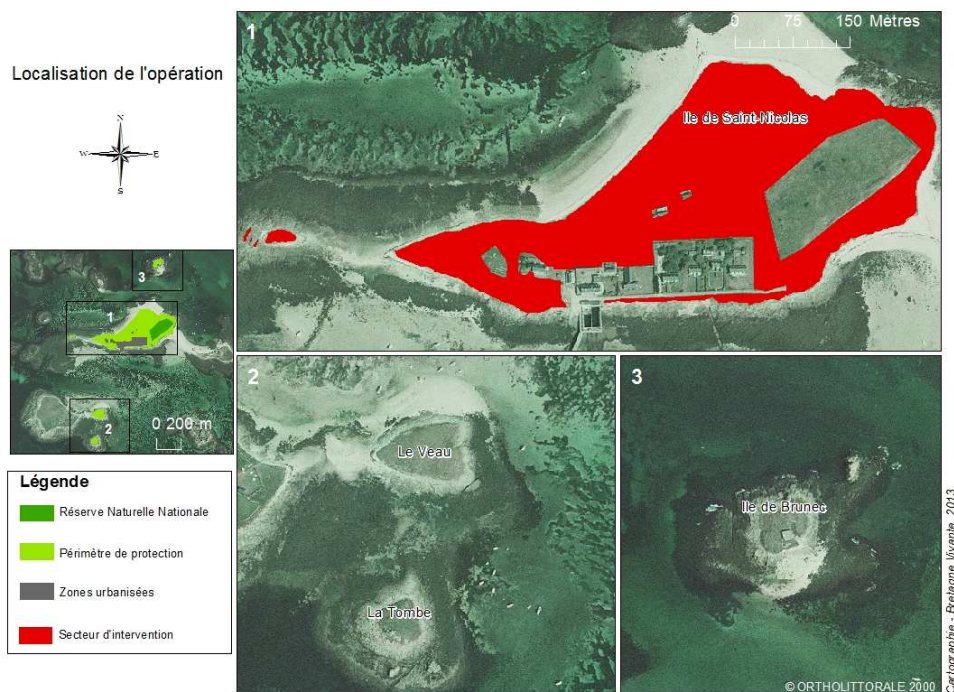 Localisation de l'opération
N
W E
S
3
1
2
0 200 m
Légende
Réserve Naturelle Nationale
Périmètre de protection
Zones urbanisées
Secteur d'intervention
1
0 75 150 Mètres
Ile de Saint-Nicolas
2
Le Veau
La Tombe
3
Ile de Brunec
© ORTHOLITTORALE 2000
Cartographie - Bretagne Vivante, 2013